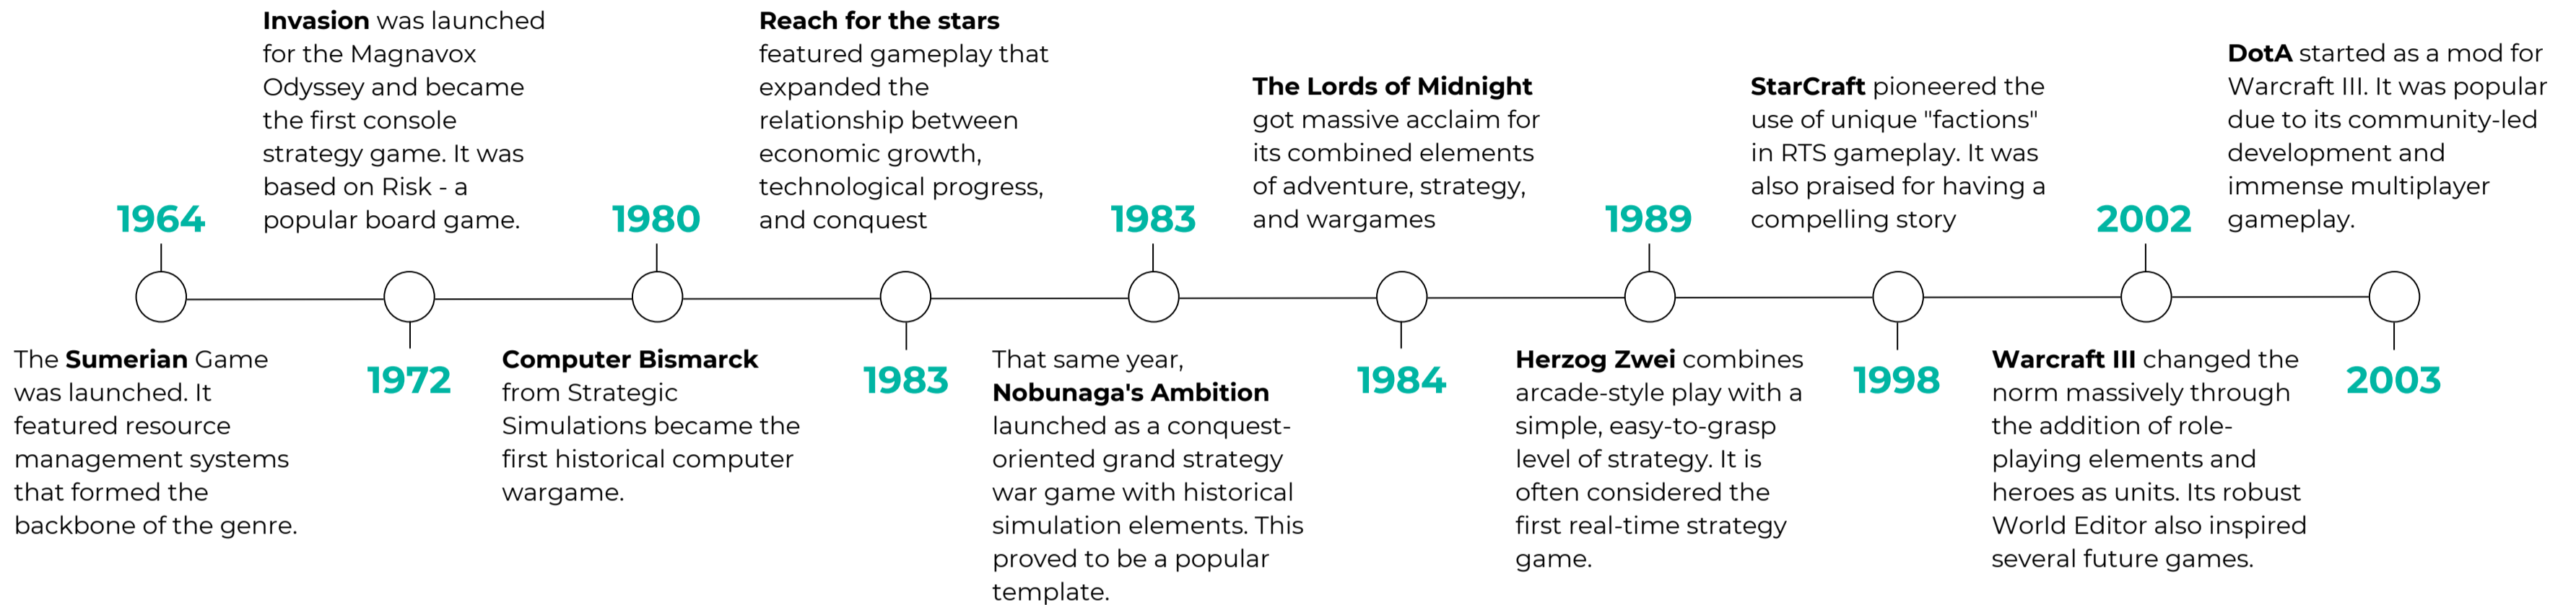 1964
The Sumerian Game
was launched. It
featured resource
management systems
that formed the
backbone of the genre.
Invasion was launched
for the Magnavox
Odyssey and became
the first console
strategy game. It was
based on Risk - a
popular board game.
1972
1980
Computer Bismarck
from Strategic
Simulations became the
first historical computer
wargame.
Reach for the stars
featured gameplay that
expanded the
relationship between
economic growth,
technological progress,
and conquest
1983
1983
That same year,
Nobunaga's Ambition
launched as a conquest-
oriented grand strategy
war game with historical
simulation elements. This
proved to be a popular
template.
The Lords of Midnight
got massive acclaim for
its combined elements
of adventure, strategy,
and wargames
1984
1989
Herzog Zwei combines
arcade-style play with a
simple, easy-to-grasp
level of strategy. It is
often considered the
first real-time strategy
game.
StarCraft pioneered the
use of unique "factions"
in RTS gameplay. It was
also praised for having a
compelling story
1998
2002
Warcraft III changed the
norm massively through
the addition of role-
playing elements and
heroes as units. Its robust
World Editor also inspired
several future games.
DotA started as a mod for
Warcraft III. It was popular
due to its community-led
development and
immense multiplayer
gameplay.
2003